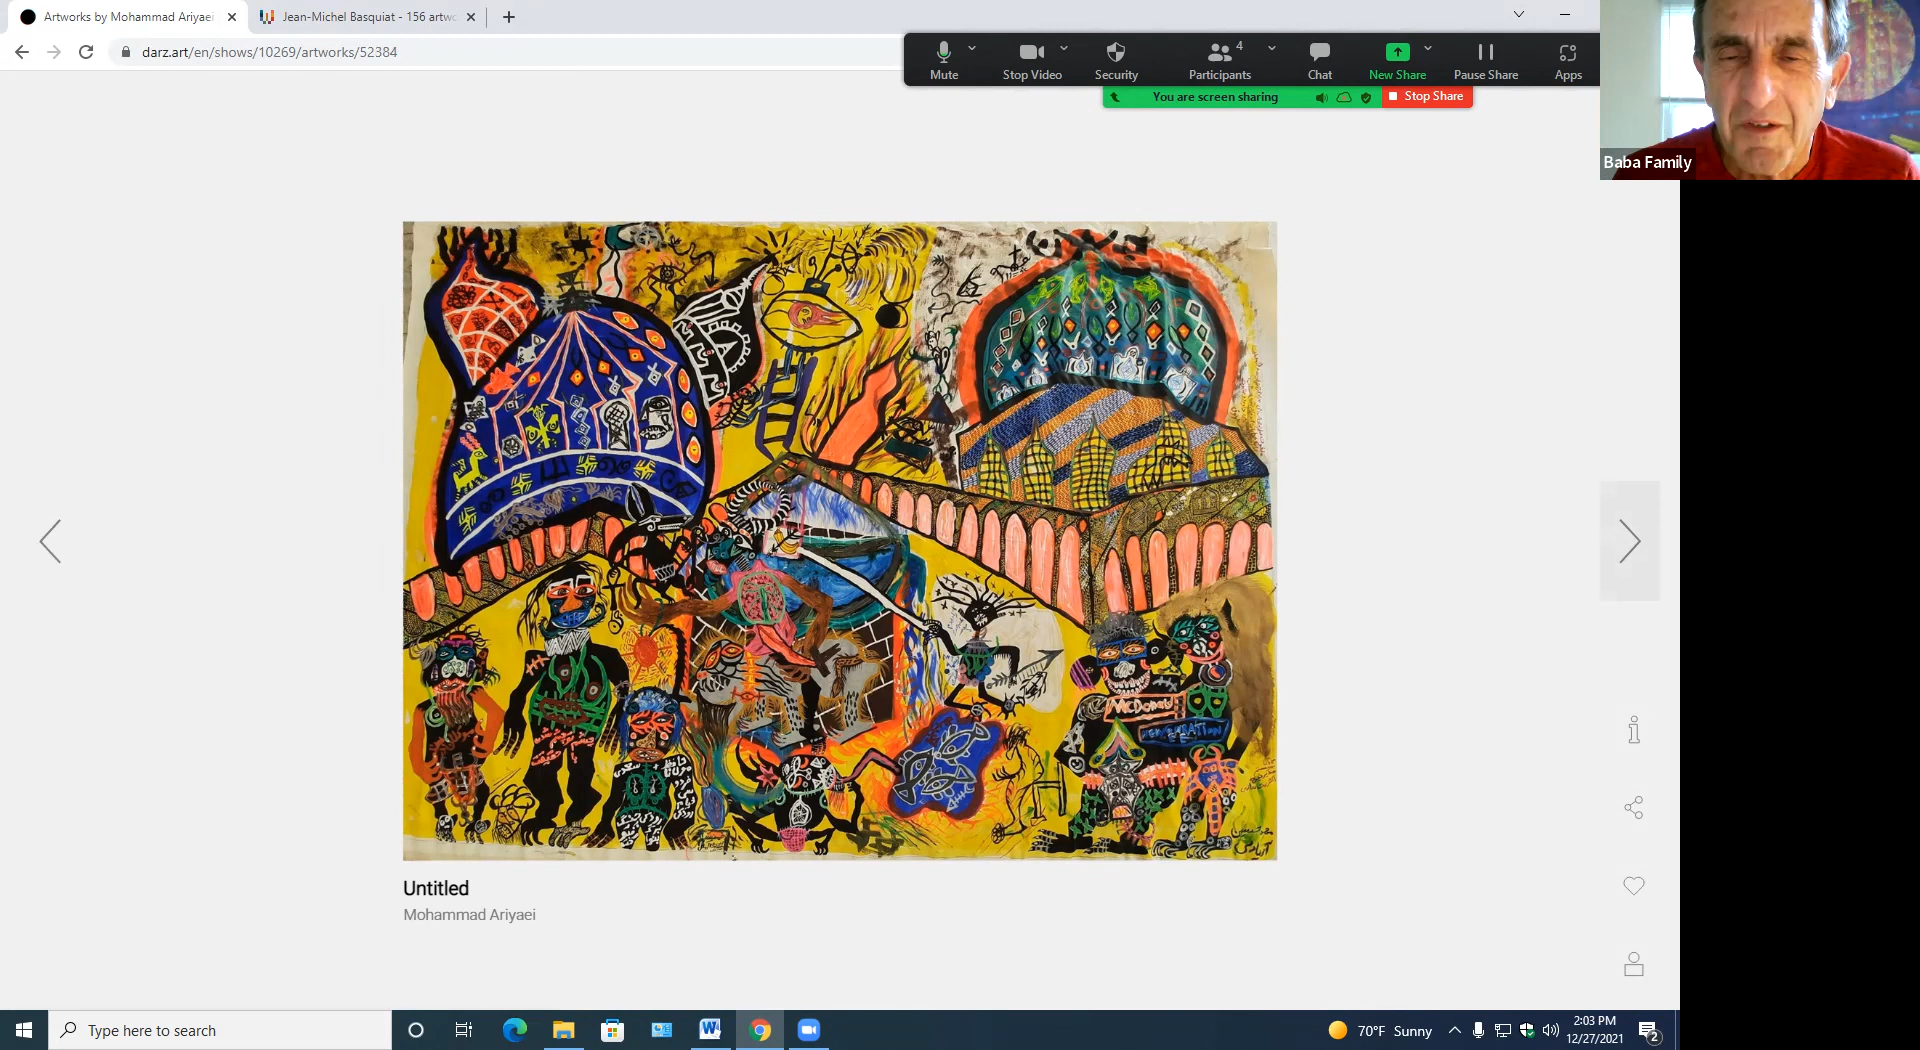 Artworks by Mohammad Ariyaei
Jean-Michel Basquiat - 156 artwo
darz.art/en/shows/10269/artworks/52384
Mute
Stop Video
Security
4
Participants
Chat
New Share
Pause Share
Apps
You are screen sharing
Stop Share
Baba Family
McDonald
Untitled
Mohammad Ariyaei
Type here to search
70°F Sunny
2:03 PM
12/27/2021
2